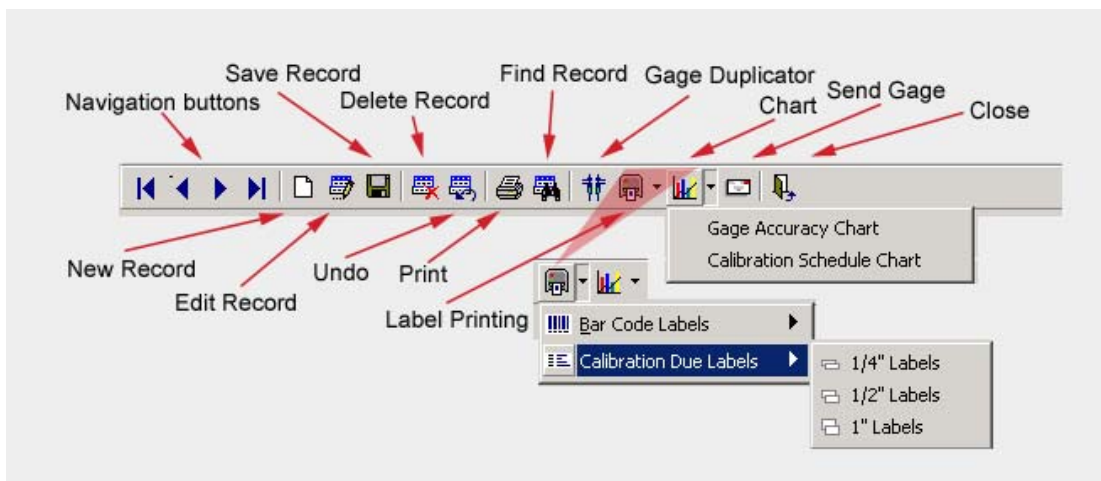 Save Record
Find Record
Gage Duplicator
Navigation buttons
Delete Record
Chart
Send Gage
Close
New Record
Edit Record
Undo
Print
Label Printing
Gage Accuracy Chart
Calibration Schedule Chart
Bar Code Labels
Calibration Due Labels
1/4" Labels
1/2" Labels
1" Labels